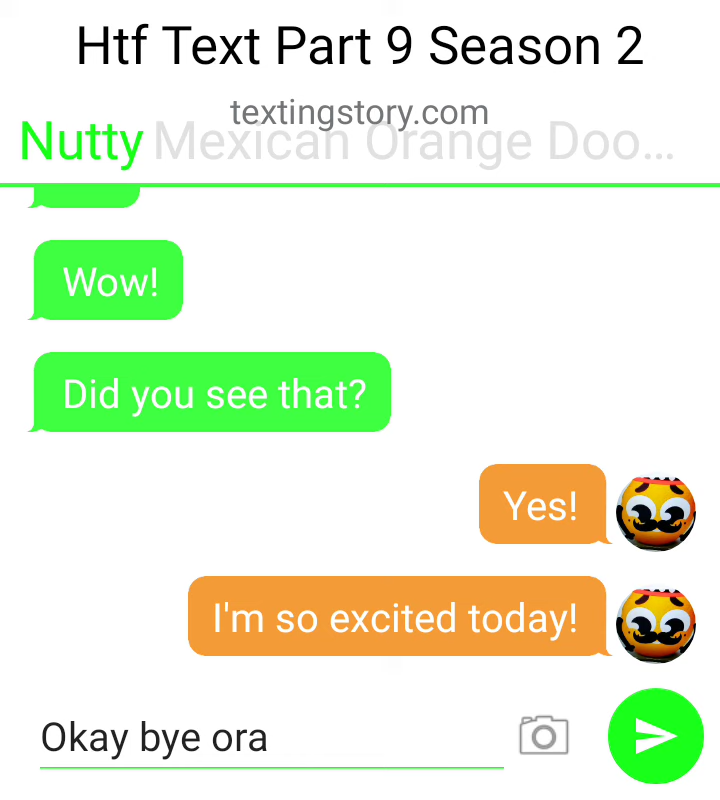 Htf Text Part 9 Season 2
textingstory.com
Nutty Mexican Orange Doo...
Wow!
Did you see that?
Yes!
I'm so excited today!
Okay bye ora